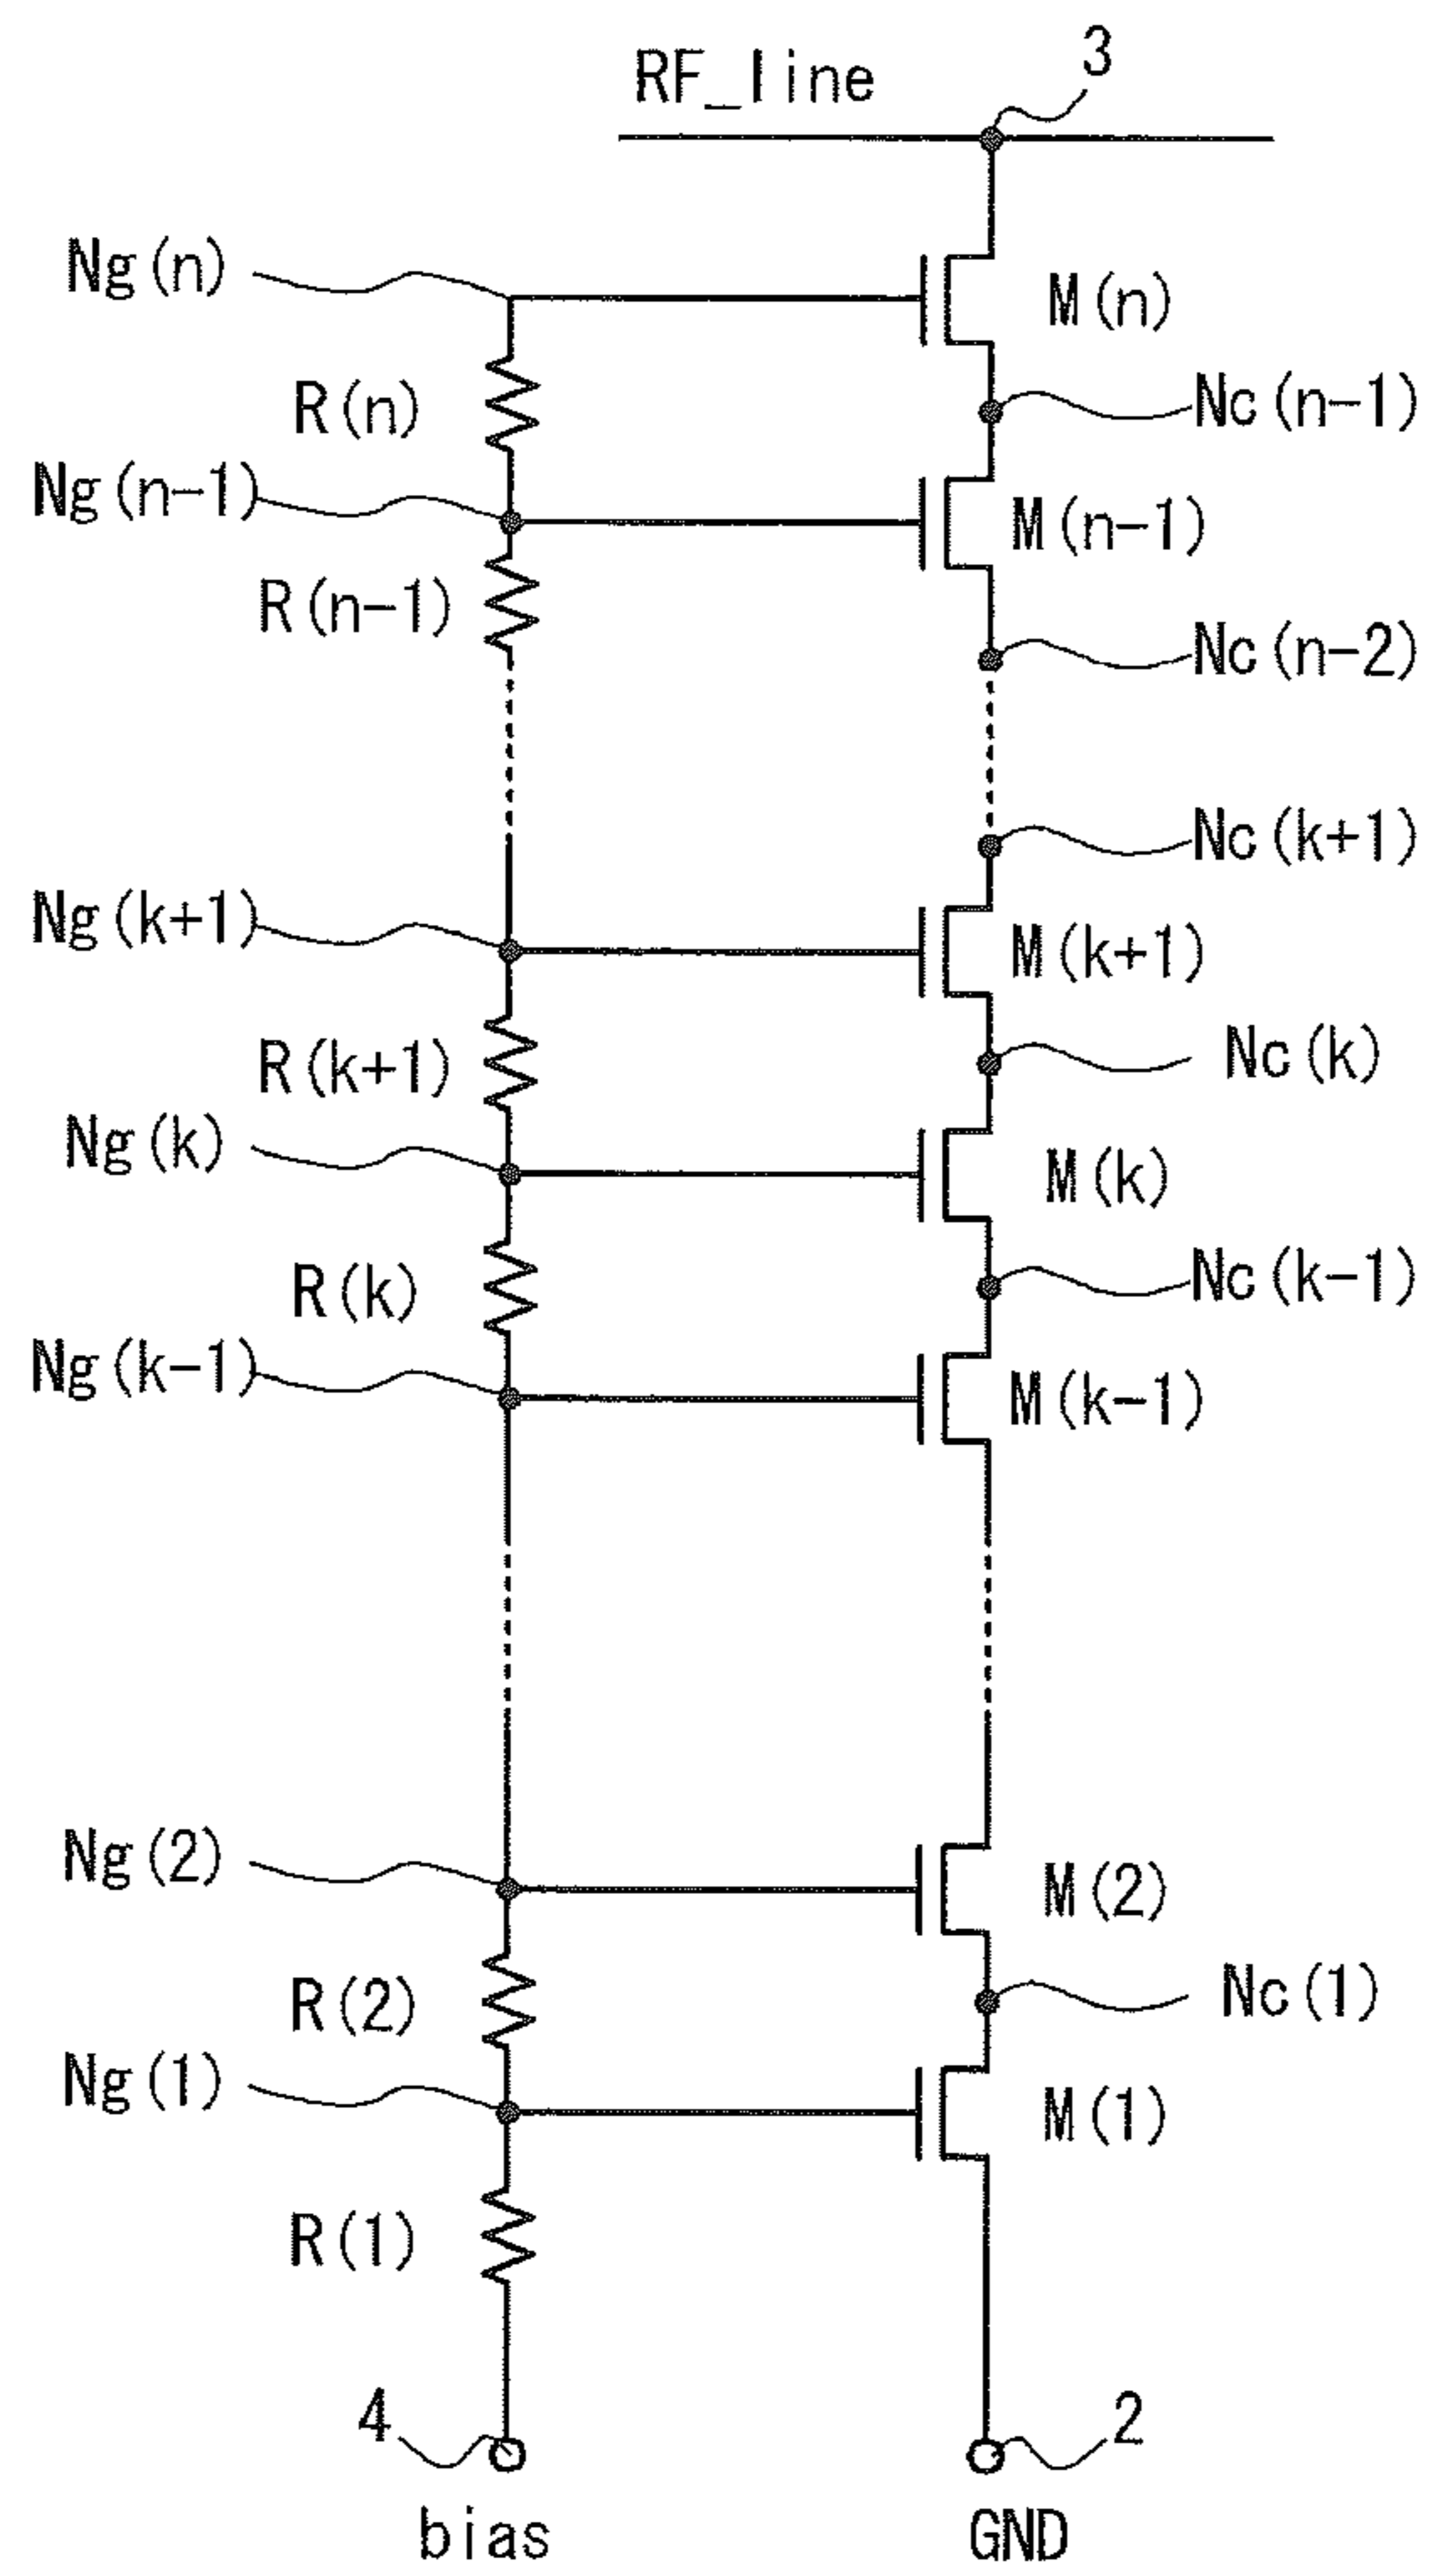 3
RF_line
Ng(n)
M(n)
R(n)
Nc(n-1)
Ng(n-1)
M(n-1)
R(n-1)
Nc(n-2)
Nc(k+1)
Ng(k+1)
M(k+1)
R(k+1)
Nc(k)
Ng(k)
M(k)
R(k)
Nc(k-1)
Ng(k-1)
M(k-1)
Ng(2)
M(2)
R(2)
Nc(1)
Ng(1)
M(1)
R(1)
4
2
bias
GND